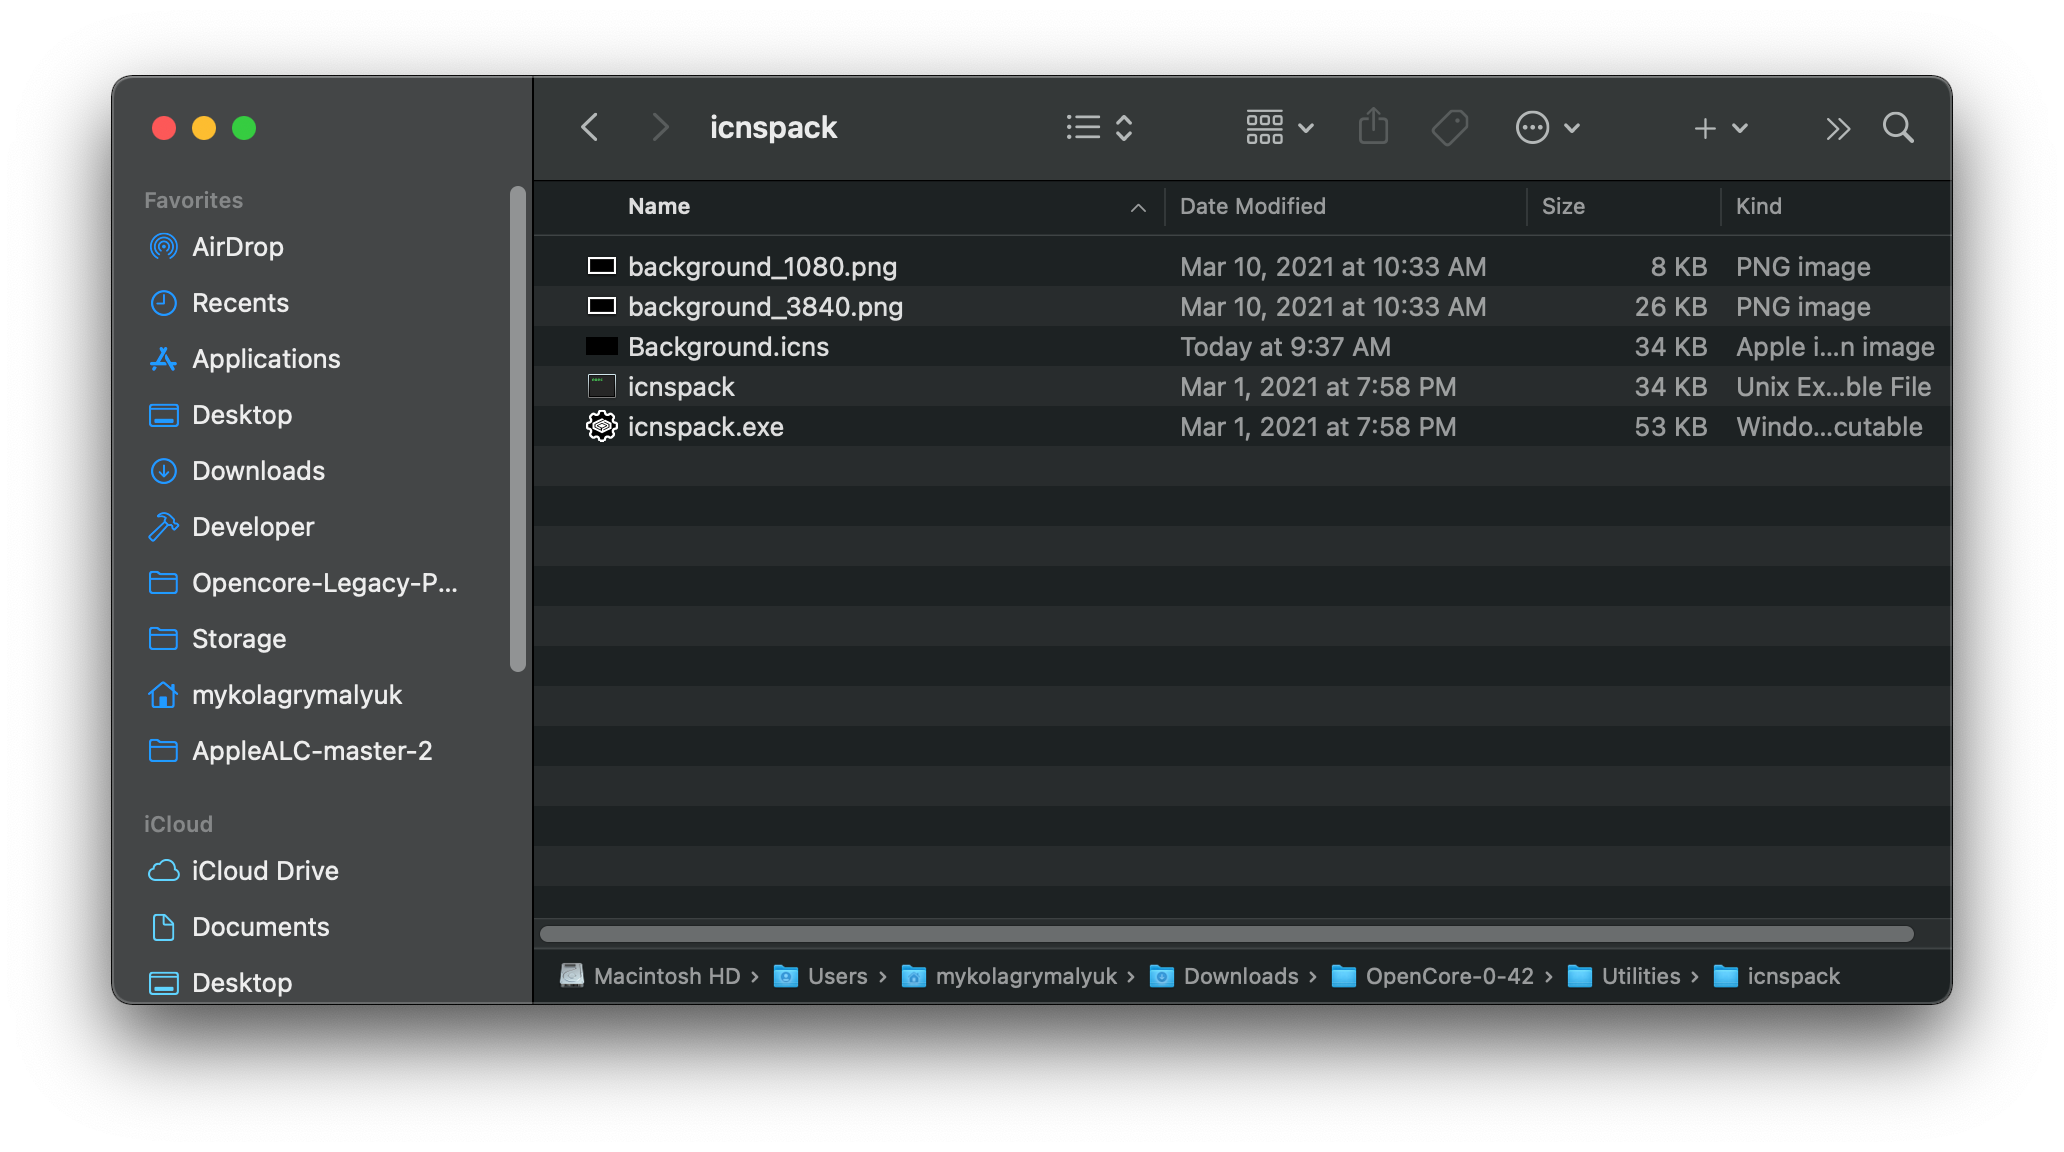 icnspack
Favorites
AirDrop
Recents
Applications
Desktop
Downloads
Developer
Opencore-Legacy-P...
Storage
mykolagrymalyuk
AppleALC-master-2
iCloud
iCloud Drive
Documents
Desktop
Name Date Modified Size Kind
background_1080.png Mar 10, 2021 at 10:33 AM 8 KB PNG image
background_3840.png Mar 10, 2021 at 10:33 AM 26 KB PNG image
Background.icns Today at 9:37 AM 34 KB Apple i...n image
icnspack Mar 1, 2021 at 7:58 PM 34 KB Unix Ex...ble File
icnspack.exe Mar 1, 2021 at 7:58 PM 53 KB Windo...cutable
Macintosh HD › Users › mykolagrymalyuk › Downloads › OpenCore-0-42 › Utilities › icnspack